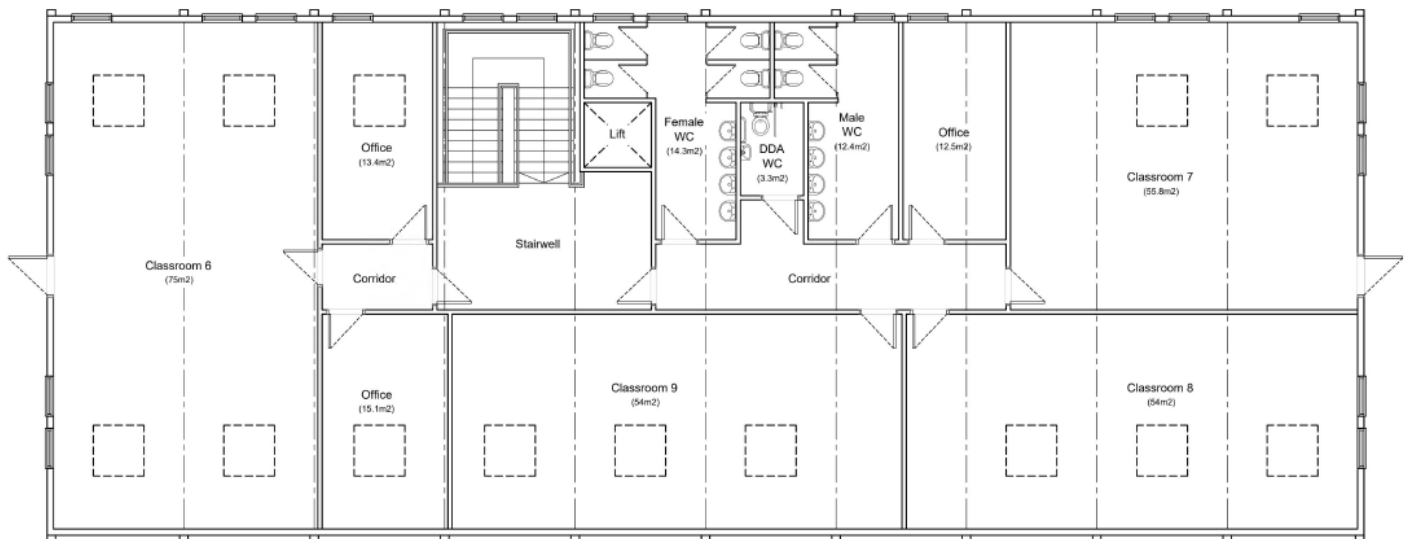 Classroom 6
(75m2)
Office
(13.4m2)
Corridor
Office
(15.1m2)
Stairwell
Lift
Female
WC
(14.3m2)
DDA
WC
(3.3m2)
Male
WC
(12.4m2)
Office
(12.5m2)
Corridor
Classroom 7
(55.8m2)
Classroom 9
(54m2)
Classroom 8
(54m2)